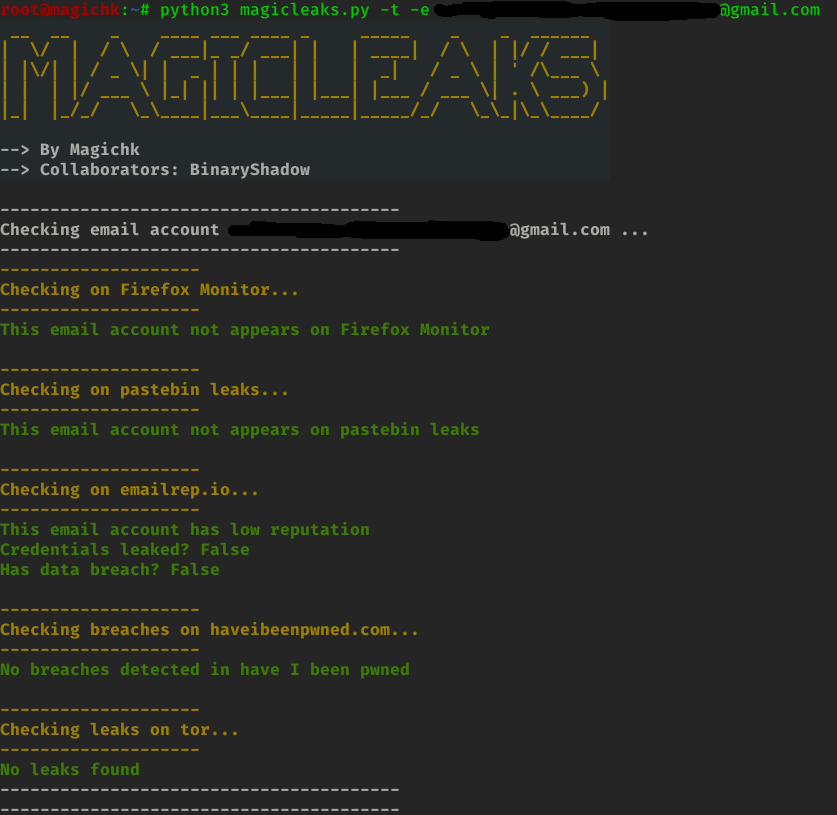 root@magichk:~# python3 magicleaks.py -t -e @gmail.com
MAGICLEAKS
--> By Magichk
--> Collaborators: BinaryShadow
----------------------------------------
Checking email account @gmail.com ...
----------------------------------------
--------------------
Checking on Firefox Monitor...
--------------------
This email account not appears on Firefox Monitor
--------------------
Checking on pastebin leaks...
--------------------
This email account not appears on pastebin leaks
--------------------
Checking on emailrep.io...
--------------------
This email account has low reputation
Credentials leaked? False
Has data breach? False
--------------------
Checking breaches on haveibeenpwned.com...
--------------------
No breaches detected in have I been pwned
--------------------
Checking leaks on tor...
--------------------
No leaks found
----------------------------------------
----------------------------------------